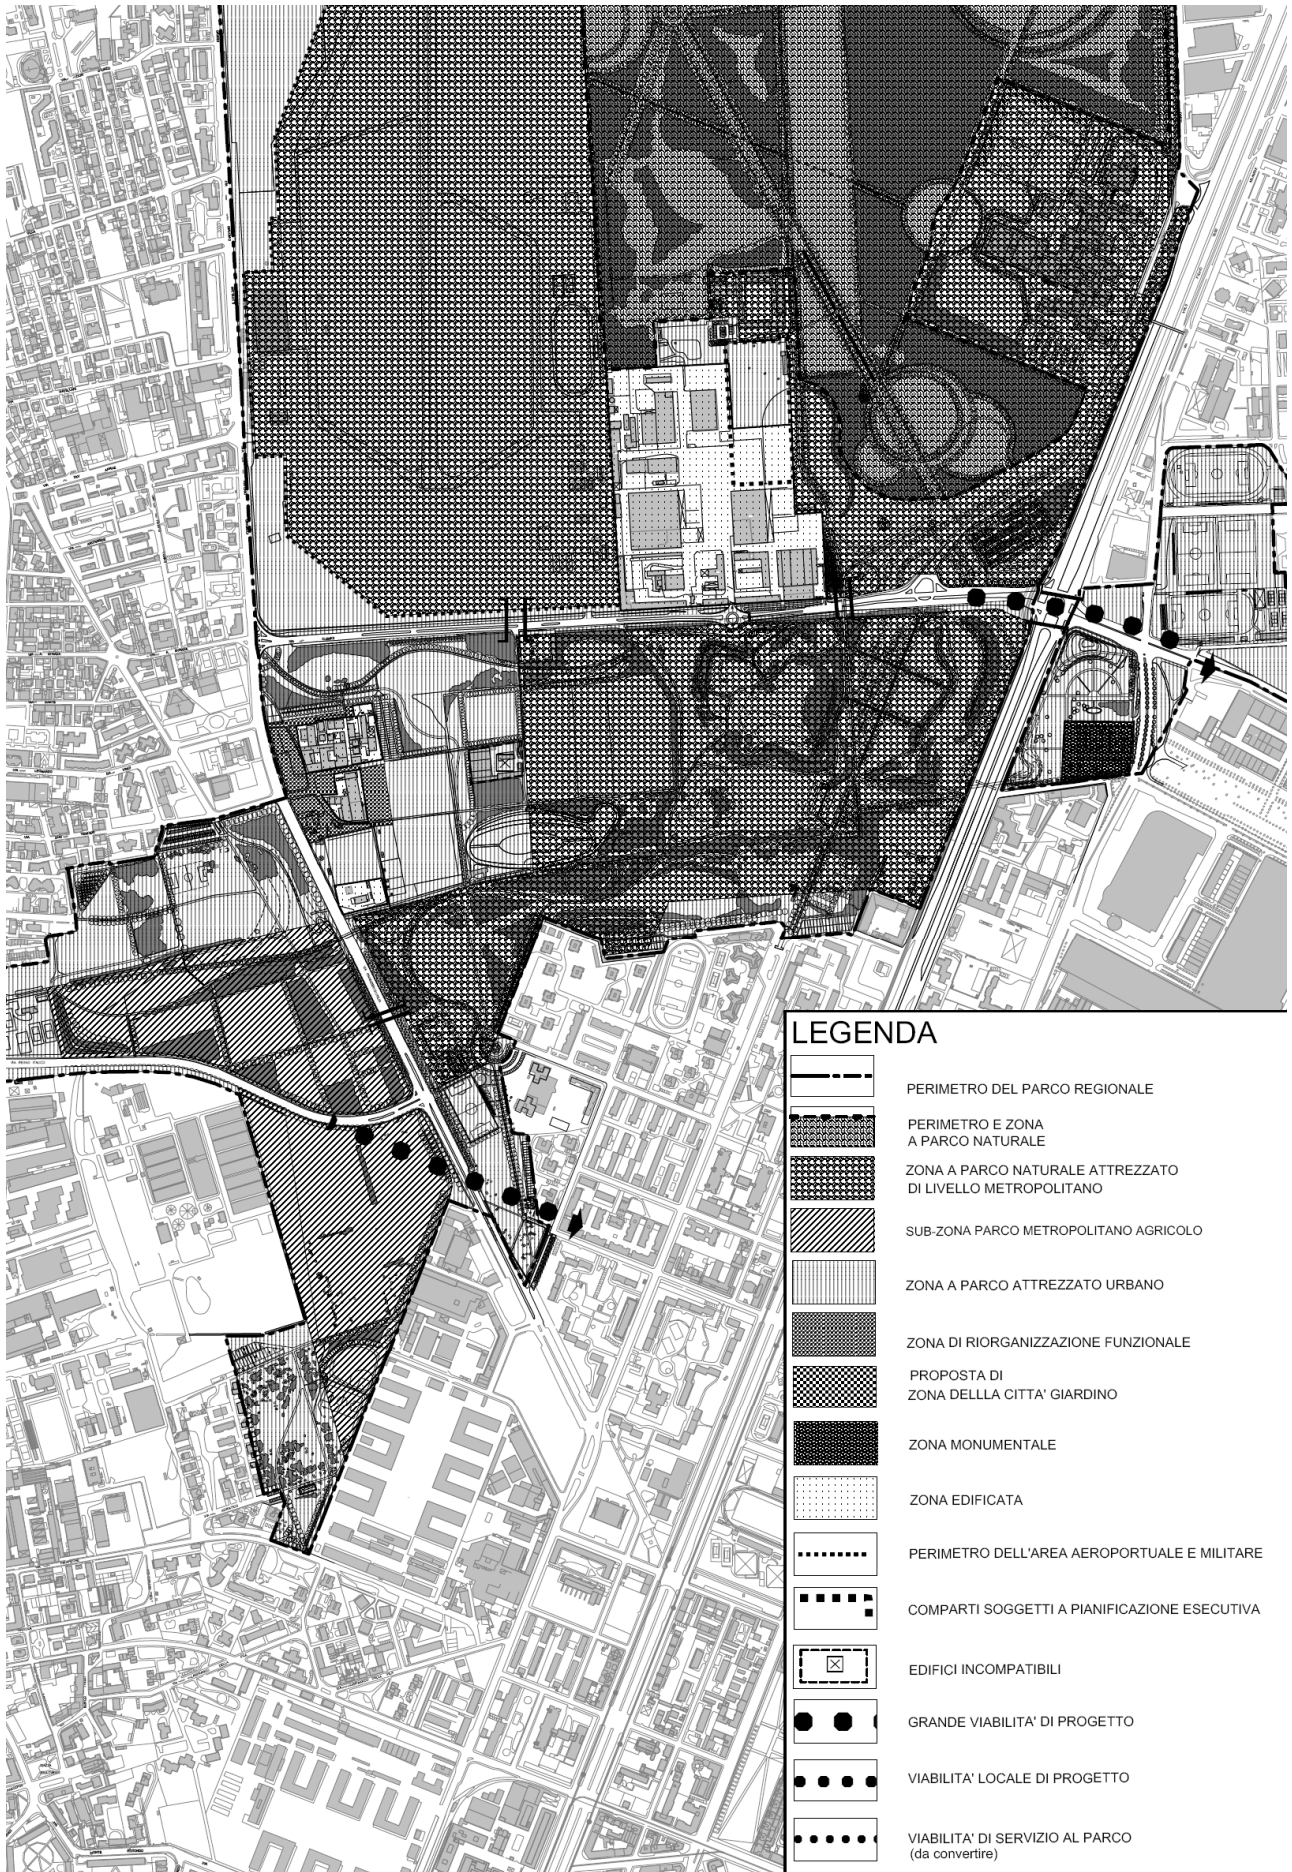 LEGENDA
PERIMETRO DEL PARCO REGIONALE
PERIMETRO E ZONA
A PARCO NATURALE
ZONA A PARCO NATURALE ATTREZZATO
DI LIVELLO METROPOLITANO
SUB-ZONA PARCO METROPOLITANO AGRICOLO
ZONA A PARCO ATTREZZATO URBANO
ZONA DI RIORGANIZZAZIONE FUNZIONALE
PROPOSTA DI
ZONA DELLLA CITTA' GIARDINO
ZONA MONUMENTALE
ZONA EDIFICATA
PERIMETRO DELL'AREA AEROPORTUALE E MILITARE
COMPARTI SOGGETTI A PIANIFICAZIONE ESECUTIVA
EDIFICI INCOMPATIBILI
GRANDE VIABILITA' DI PROGETTO
VIABILITA' LOCALE DI PROGETTO
VIABILITA' DI SERVIZIO AL PARCO
(da convertire)